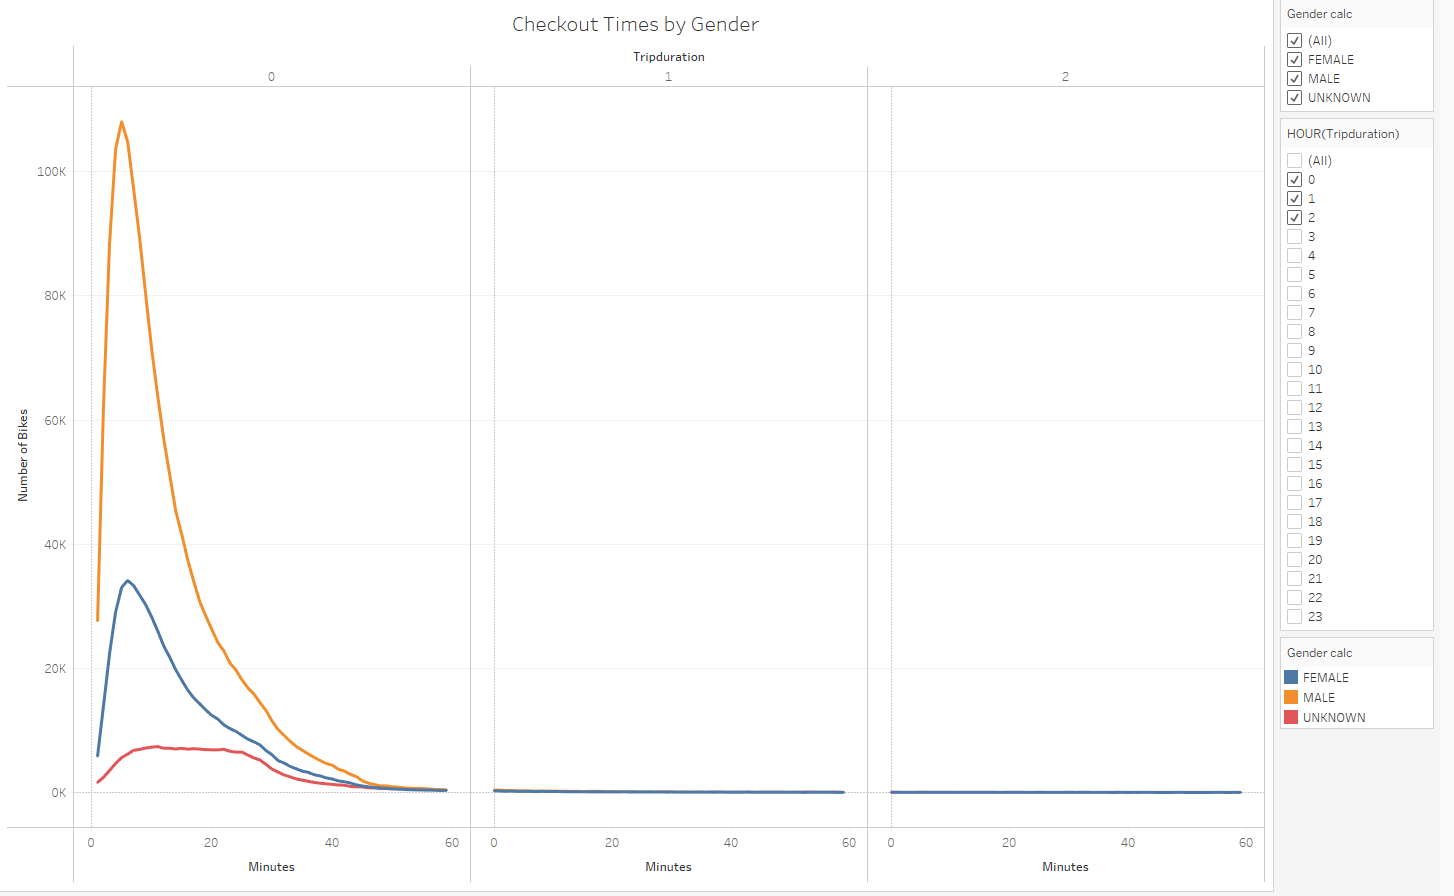 Checkout Times by Gender
Tripduration
0 1 2
100K
80K
60K
40K
20K
0K
Number of Bikes
0 20 40 60 0 20 40 60 0 20 40 60
Minutes Minutes Minutes
Gender calc
(All)
FEMALE
MALE
UNKNOWN
HOUR(Tripduration)
(All)
0
1
2
3
4
5
6
7
8
9
10
11
12
13
14
15
16
17
18
19
20
21
22
23
Gender calc
FEMALE
MALE
UNKNOWN